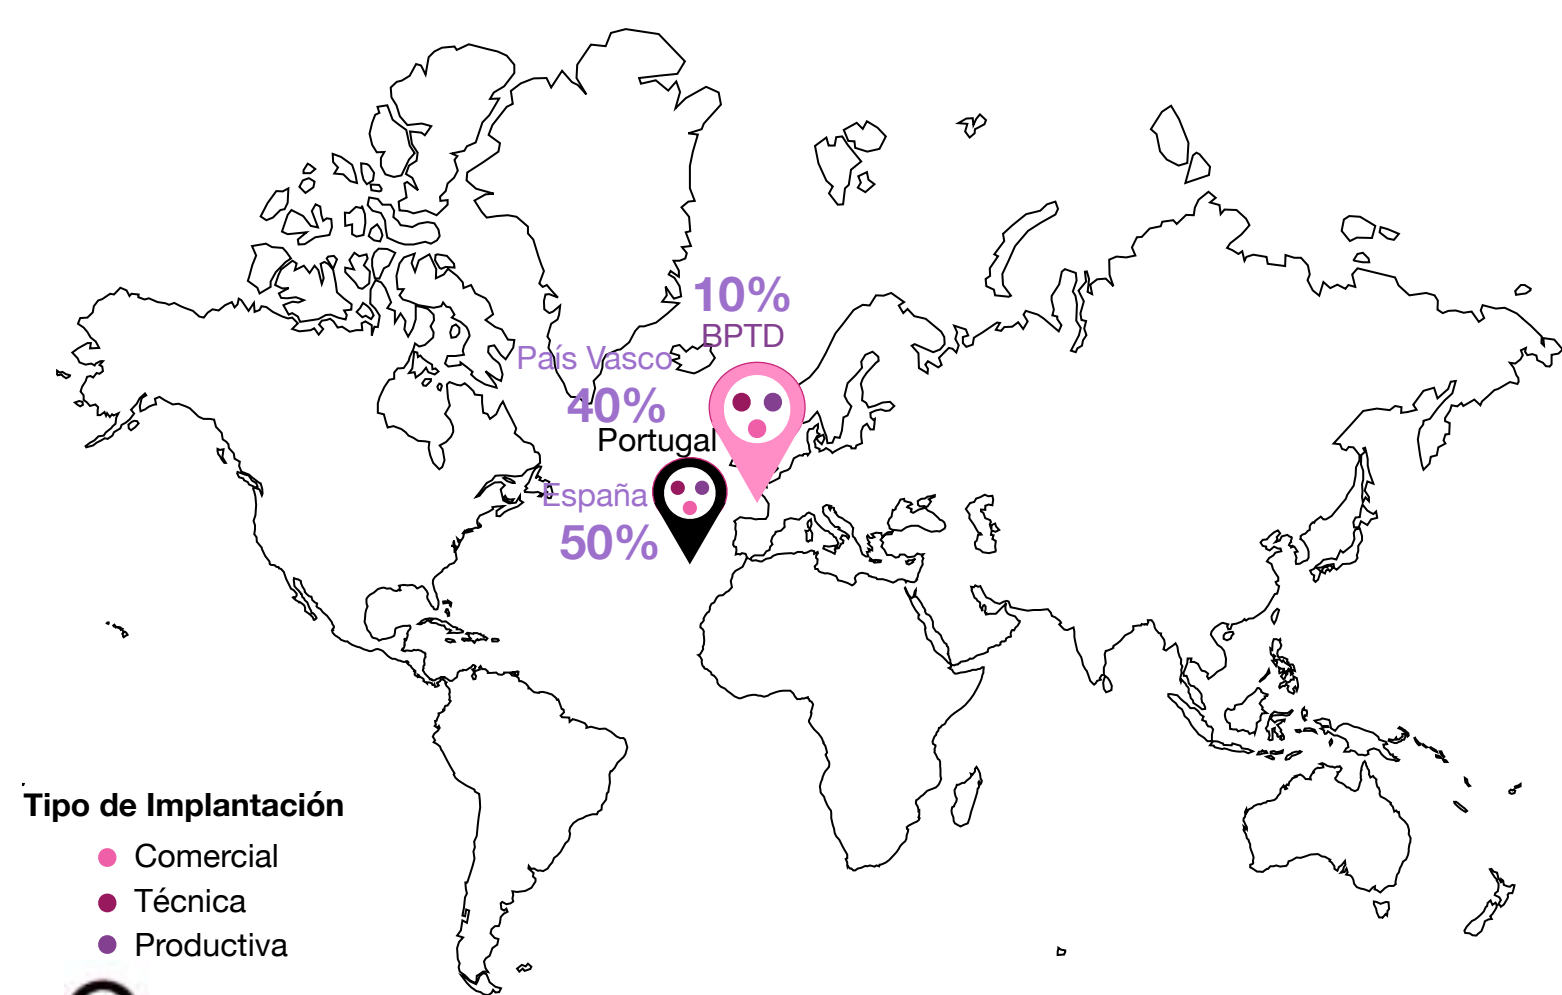 10%
BPTD
País Vasco
40%
Portugal
España
50%
Tipo de Implantación
Comercial
Técnica
Productiva